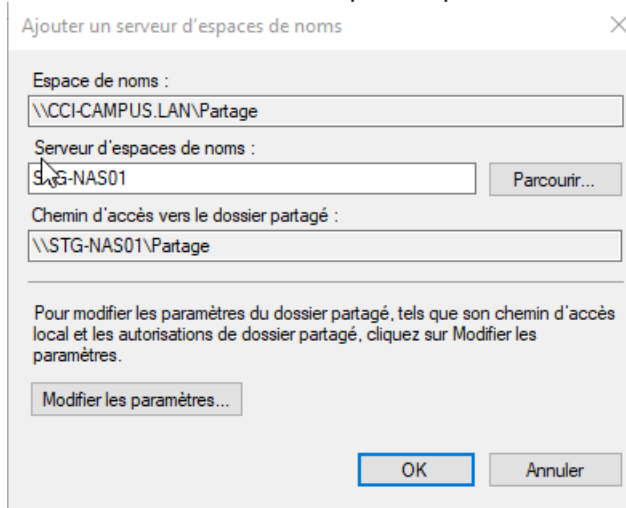 Ajouter un serveur d'espaces de noms
Espace de noms :
\\CCI-CAMPUS.LAN\Partage
Serveur d'espaces de noms :
STG-NAS01
Parcourir...
Chemin d'accès vers le dossier partagé :
\\STG-NAS01\Partage
Pour modifier les paramètres du dossier partagé, tels que son chemin d'accès
local et les autorisations de dossier partagé, cliquez sur Modifier les
paramètres.
Modifier les paramètres...
OK
Annuler